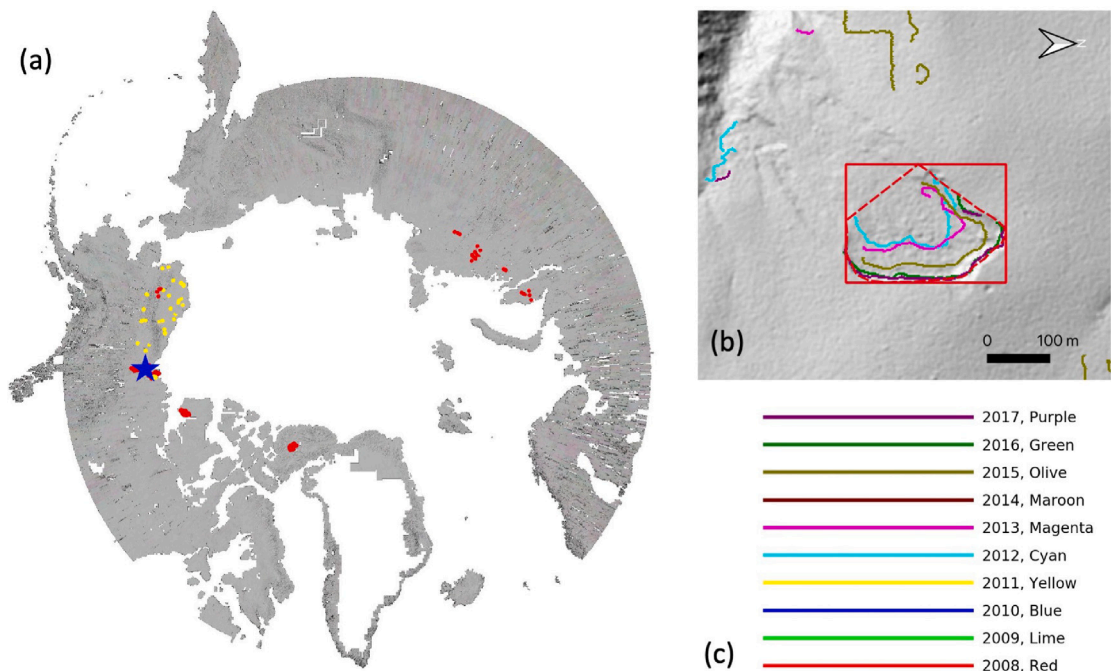 (a)
N
(b)
0 100 m
2017, Purple
2016, Green
2015, Olive
2014, Maroon
2013, Magenta
2012, Cyan
2011, Yellow
2010, Blue
2009, Lime
2008, Red
(c)